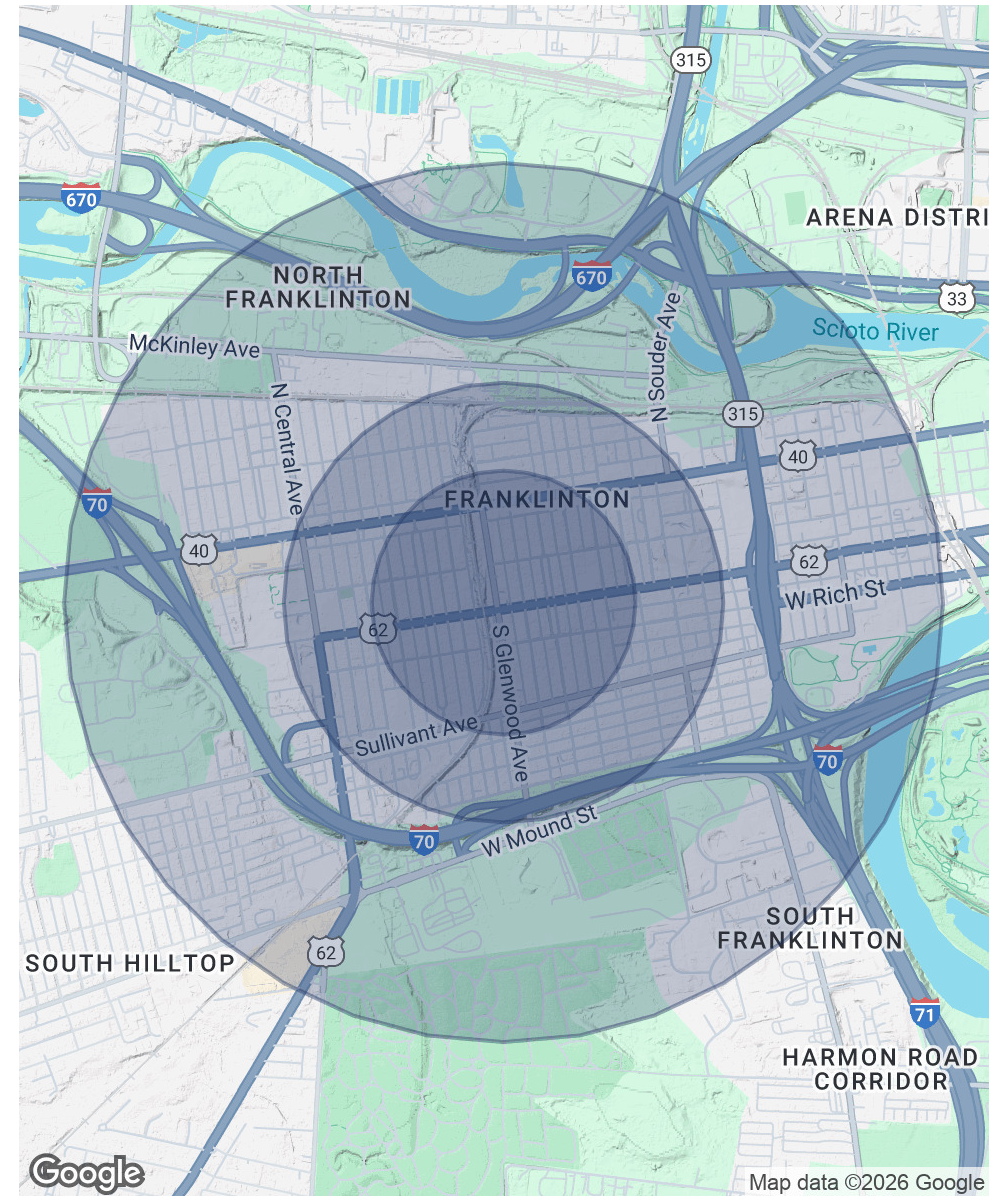 315
670
ARENA DISTRI
NORTH
FRANKLINTON
670
33
Scioto River
McKinley Ave
N Souder Ave
N Central Ave
315
40
FRANKLINTON
70
40
62
W Rich St
62
S Glenwood Ave
Sullivant Ave
70
W Mound St
70
SOUTH
FRANKLINTON
62
SOUTH HILLTOP
71
HARMON ROAD
CORRIDOR
Google
Map data ©2026 Google